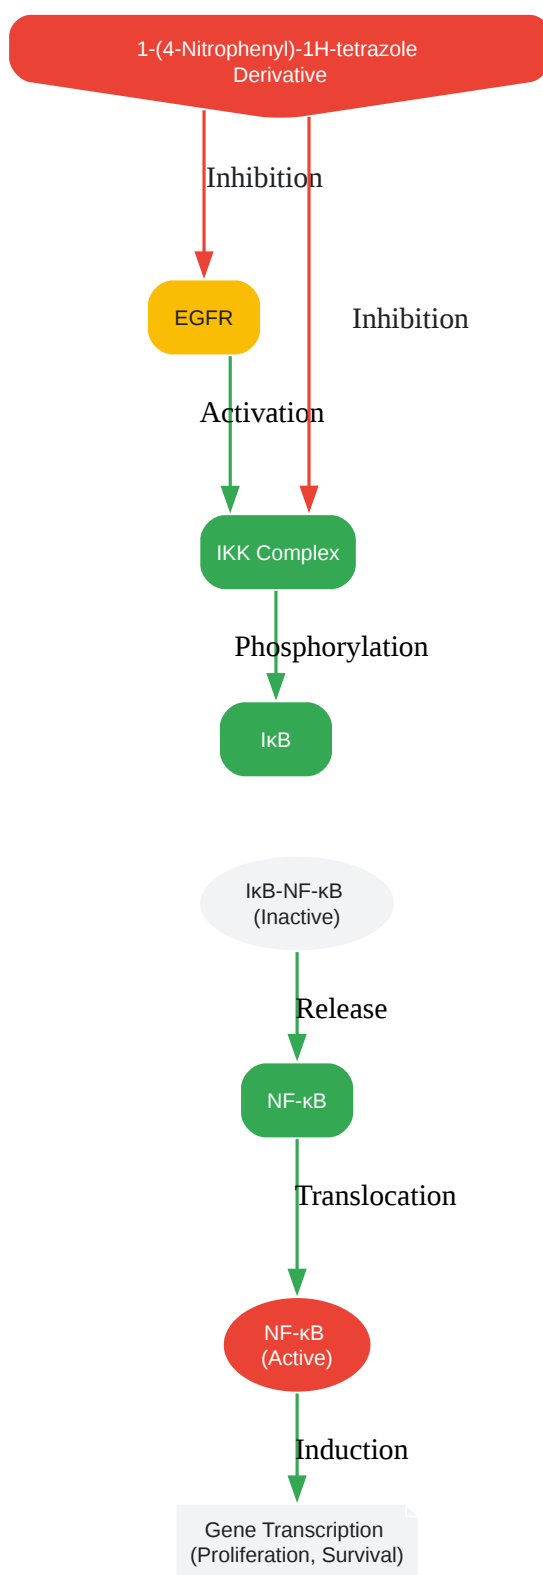 1-(4-Nitrophenyl)-1H-tetrazole
Derivative
Inhibition
EGFR
Inhibition
Activation
IKK Complex
Phosphorylation
IκB
IκB-NF-κB
(Inactive)
Release
NF-κB
Translocation
NF-κB
(Active)
Induction
Gene Transcription
(Proliferation, Survival)